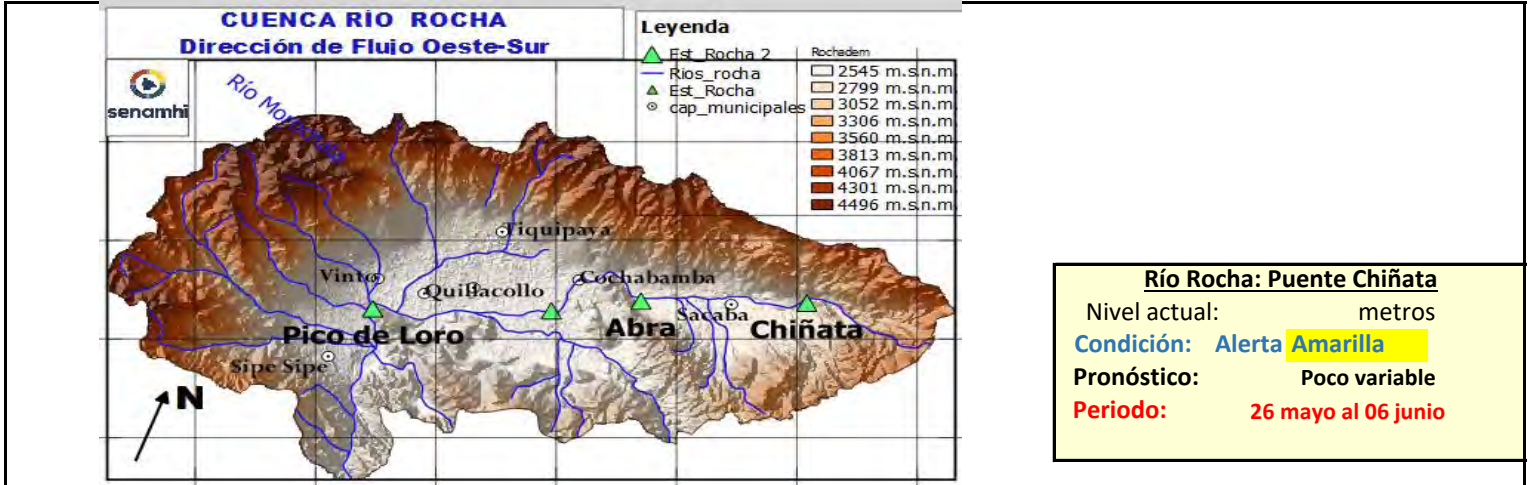 CUENCA RÍO ROCHA
Dirección de Flujo Oeste-Sur
senamhi
Río Morochata
Leyenda
Est_Rocha 2
Rios_rocha
Est_Rocha
cap_municipales
Rochadem
2545 m.s.n.m.
2799 m.s.n.m.
3052 m.s.n.m.
3306 m.s.n.m.
3560 m.s.n.m.
3813 m.s.n.m.
4067 m.s.n.m.
4301 m.s.n.m.
4496 m.s.n.m.
Tiquipaya
Vinto
Quillacollo
Cochabamba
Sacaba
Pico de Loro
Abra
Chiñata
Sipe Sipe
N
Río Rocha: Puente Chiñata
Nivel actual: metros
Condición: Alerta Amarilla
Pronóstico: Poco variable
Periodo: 26 mayo al 06 junio